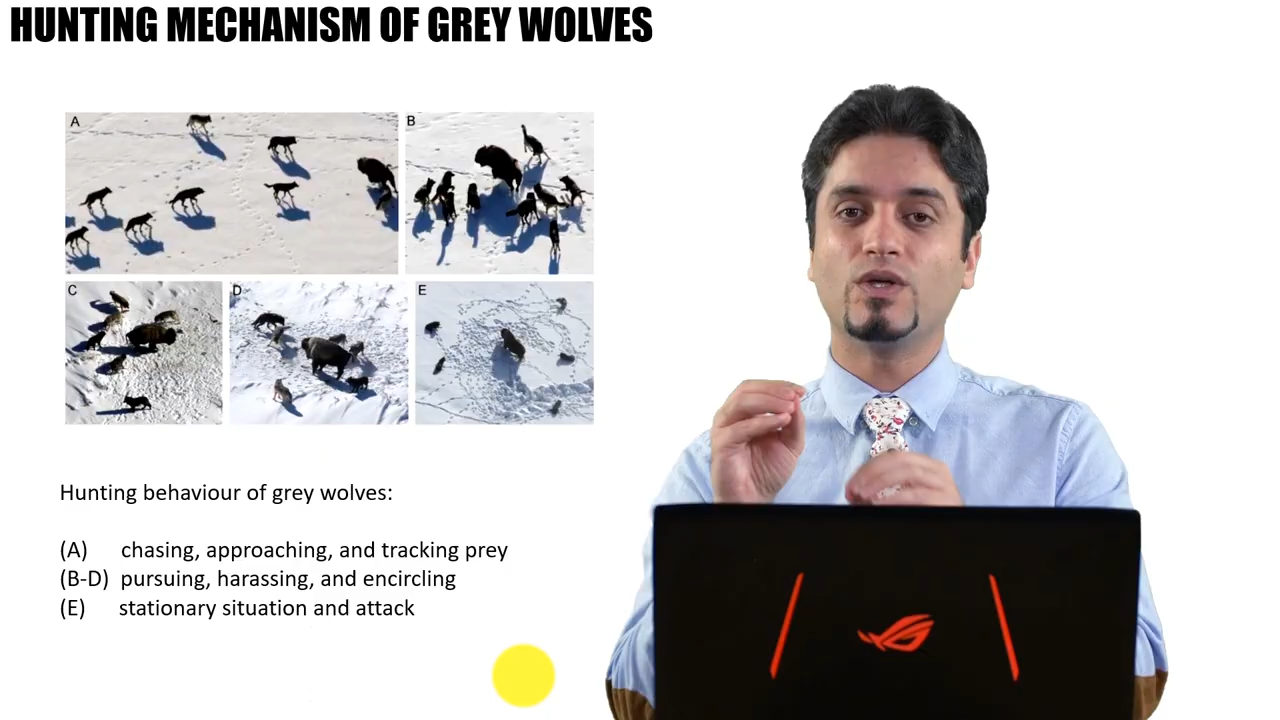 HUNTING MECHANISM OF GREY WOLVES
A
B
C
D
E
Hunting behaviour of grey wolves:
(A) chasing, approaching, and tracking prey
(B-D) pursuing, harassing, and encircling
(E) stationary situation and attack